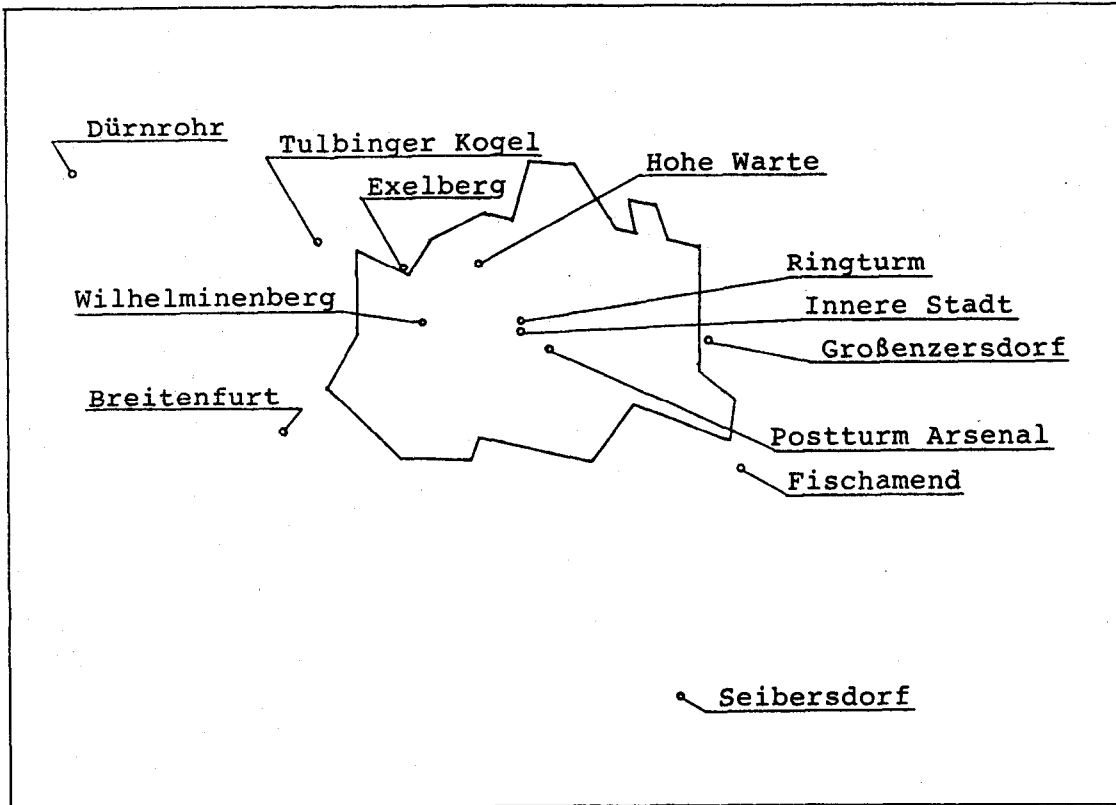 Dürnrohr
Tulbinger Kogel
Hohe Warte
Exelberg
Ringturm
Wilhelminenberg
Innere Stadt
Großenzersdorf
Breitenfurt
Postturm Arsenal
Fischamend
Seibersdorf